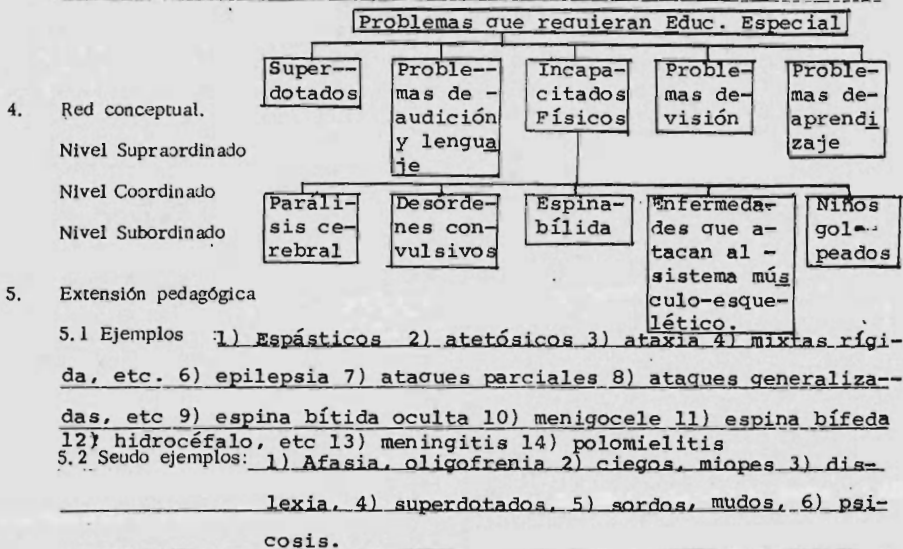 Problemas que requieran Educ. Especial
Super--
dotados
Proble--
mas de -
audición
y lengua
je
Incapa-
citados
Físicos
Proble-
mas de-
visión
Proble-
mas de-
aprendi
zaje
4. Red conceptual.
Nivel Supraordinado
Nivel Coordinado
Nivel Subordinado
Paráli-
sis ce-
rebral
Desórde-
nes con-
vulsivos
Espina-
bílida
Enfermeda-
des que a-
tacan al -
sistema mús
culo-esque-
lético.
Niños
gol--
peados
5. Extensión pedagógica
5.1 Ejemplos :1) Espásticos 2) atetósicos 3) ataxia 4) mixtas rígi-
da, etc. 6) epilepsia 7) ataques parciales 8) ataques generaliza--
das, etc 9) espina bítida oculta 10) menigocele 11) espina bífeda
12) hidrocéfalo, etc 13) meningitis 14) polomielitis
5.2 Seudo ejemplos: 1) Afasia, oligofrenia 2) ciegos, miopes 3) dis-
lexia, 4) superdotados, 5) sordos, mudos, 6) psi-
cosis.